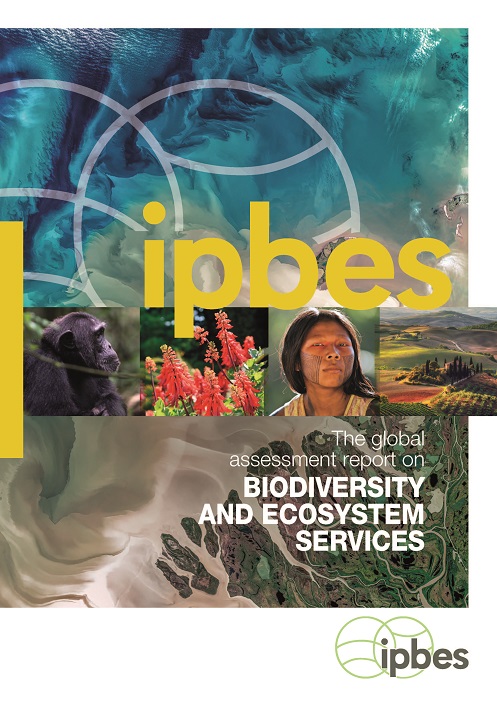 ipbes
The global
assessment report on
BIODIVERSITY
AND ECOSYSTEM
SERVICES
ipbes